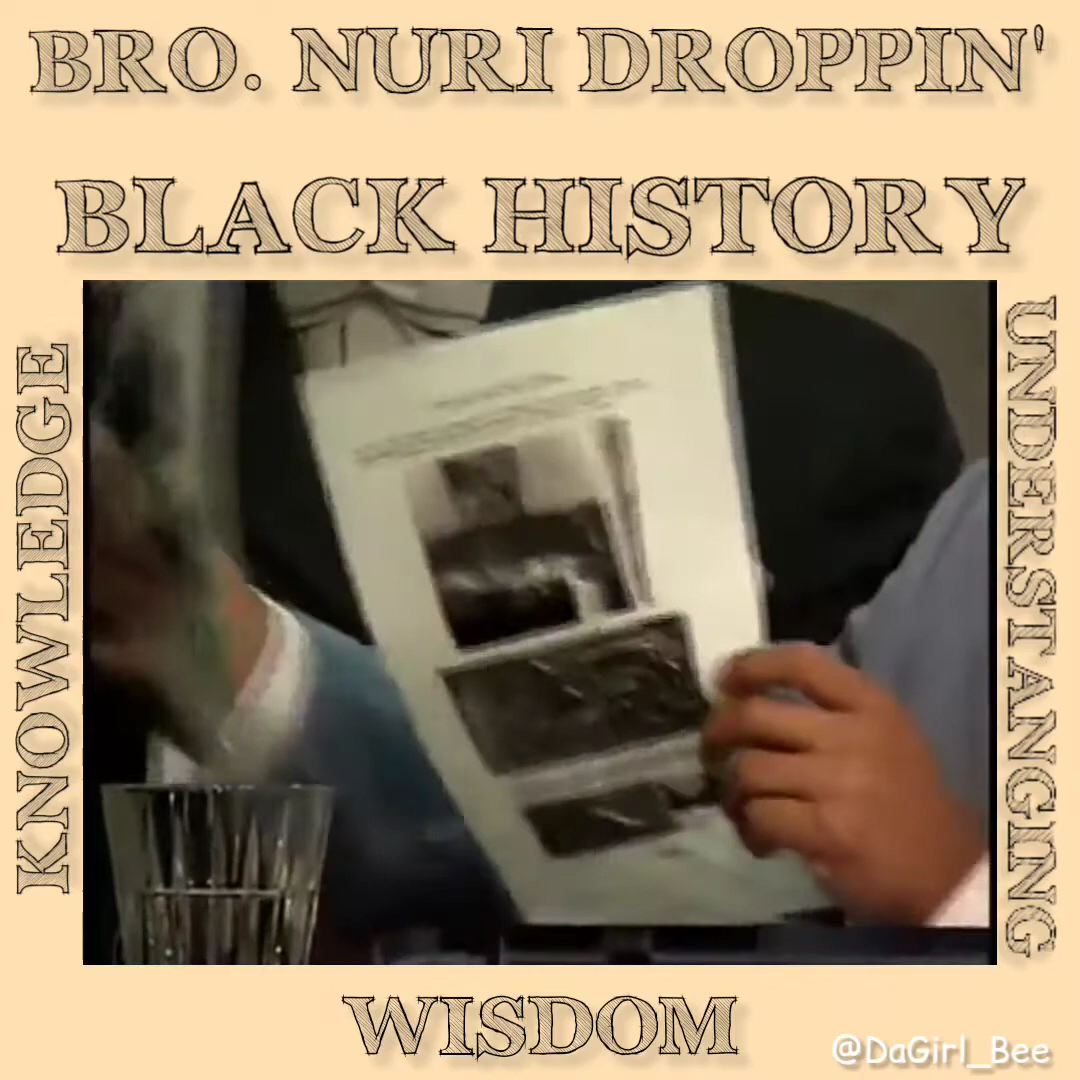 BRO. NURI DROPPIN'
BLACK HISTORY
KNOWLEDGE
UNDERSTANGING
WISDOM
@DaGirl_Bee